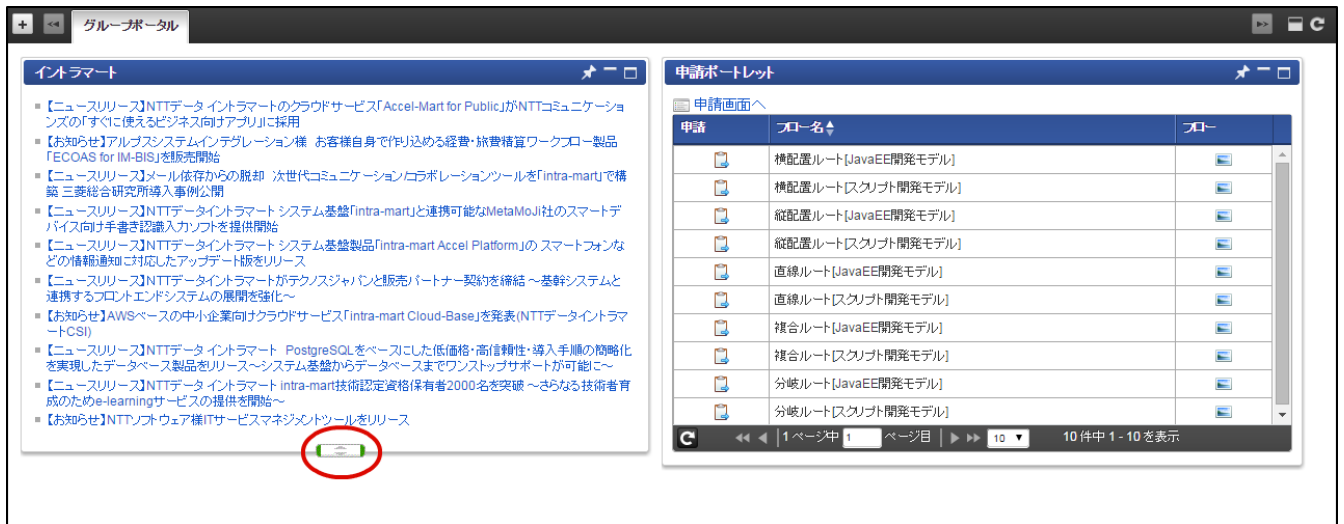 グループポータル
イントラマート
【ニュースリリース】NTTデータ イントラマートのクラウドサービス「Accel-Mart for Public」がNTTコミュニケーショ
ンズの「すぐに使えるビジネス向けアプリ」に採用
【お知らせ】アルプスシステムインテグレーション様 お客様自身で作り込める経費・旅費精算ワークフロー製品
「ECOAS for IM-BIS」を販売開始
【ニュースリリース】メール依存からの脱却 次世代コミュニケーション/コラボレーションツールを「intra-mart」で構
築 三菱総合研究所導入事例公開
【ニュースリリース】NTTデータイントラマート システム基盤「intra-mart」と連携可能なMetaMoJi社のスマートデ
バイス向け手書き認識入力ソフトを提供開始
【ニュースリリース】NTTデータイントラマート システム基盤製品「intra-mart Accel Platform」の スマートフォンな
どの情報通知に対応したアップデート版をリリース
【ニュースリリース】NTTデータイントラマートがテクノスジャパンと販売パートナー契約を締結 ～基幹システムと
連携するフロントエンドシステムの展開を強化～
【お知らせ】AWSベースの中小企業向けクラウドサービス「intra-mart Cloud-Base」を発表(NTTデータイントラマ
ートCSI)
【ニュースリリース】NTTデータ イントラマート PostgreSQLをベースにした低価格・高信頼性・導入手順の簡略化
を実現したデータベース製品をリリース～システム基盤からデータベースまでワンストップサポートが可能に～
【ニュースリリース】NTTデータ イントラマート intra-mart技術認定資格保有者2000名を突破 ～さらなる技術者育
成のためe-learningサービスの提供を開始～
【お知らせ】NTTソフトウェア様ITサービスマネジメントツールをリリース
申請ポートレット
申請画面へ
申請 フロー名 フロー
横配置ルート[JavaEE開発モデル]
横配置ルート[スクリプト開発モデル]
縦配置ルート[JavaEE開発モデル]
縦配置ルート[スクリプト開発モデル]
直線ルート[JavaEE開発モデル]
直線ルート[スクリプト開発モデル]
複合ルート[JavaEE開発モデル]
複合ルート[スクリプト開発モデル]
分岐ルート[JavaEE開発モデル]
分岐ルート[スクリプト開発モデル]
1 ページ中 1 ページ目 10 10 件中 1 - 10 を表示